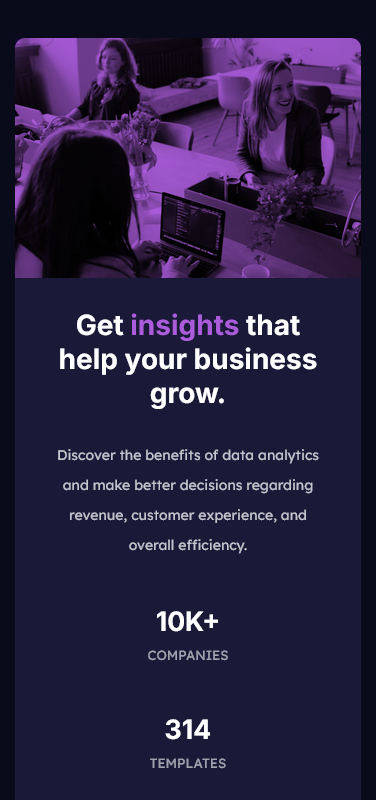 Get insights that
help your business
grow.
Discover the benefits of data analytics
and make better decisions regarding
revenue, customer experience, and
overall efficiency.
10K+
COMPANIES
314
TEMPLATES